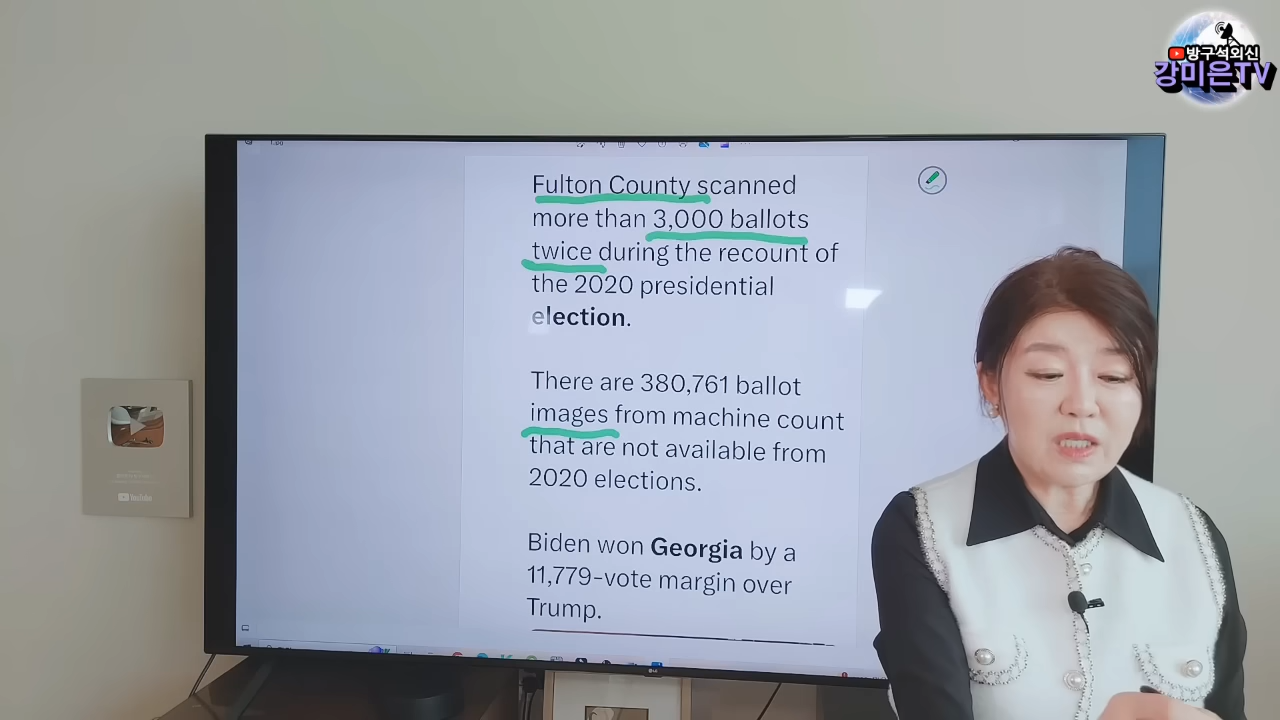 방구석외신
강미은TV
Fulton County scanned
more than 3,000 ballots
twice during the recount of
the 2020 presidential
election.
There are 380,761 ballot
images from machine count
that are not available from
2020 elections.
Biden won Georgia by a
11,779-vote margin over
Trump.
YouTube
LG